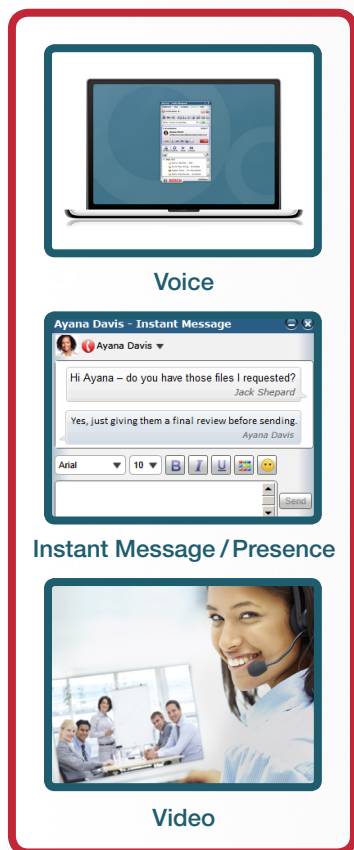 Voice
Ayana Davis - Instant Message
Ayana Davis
Hi Ayana – do you have those files I requested?
Jack Shepard
Yes, just giving them a final review before sending.
Ayana Davis
Arial 10 B I U
Send
Instant Message / Presence
Video